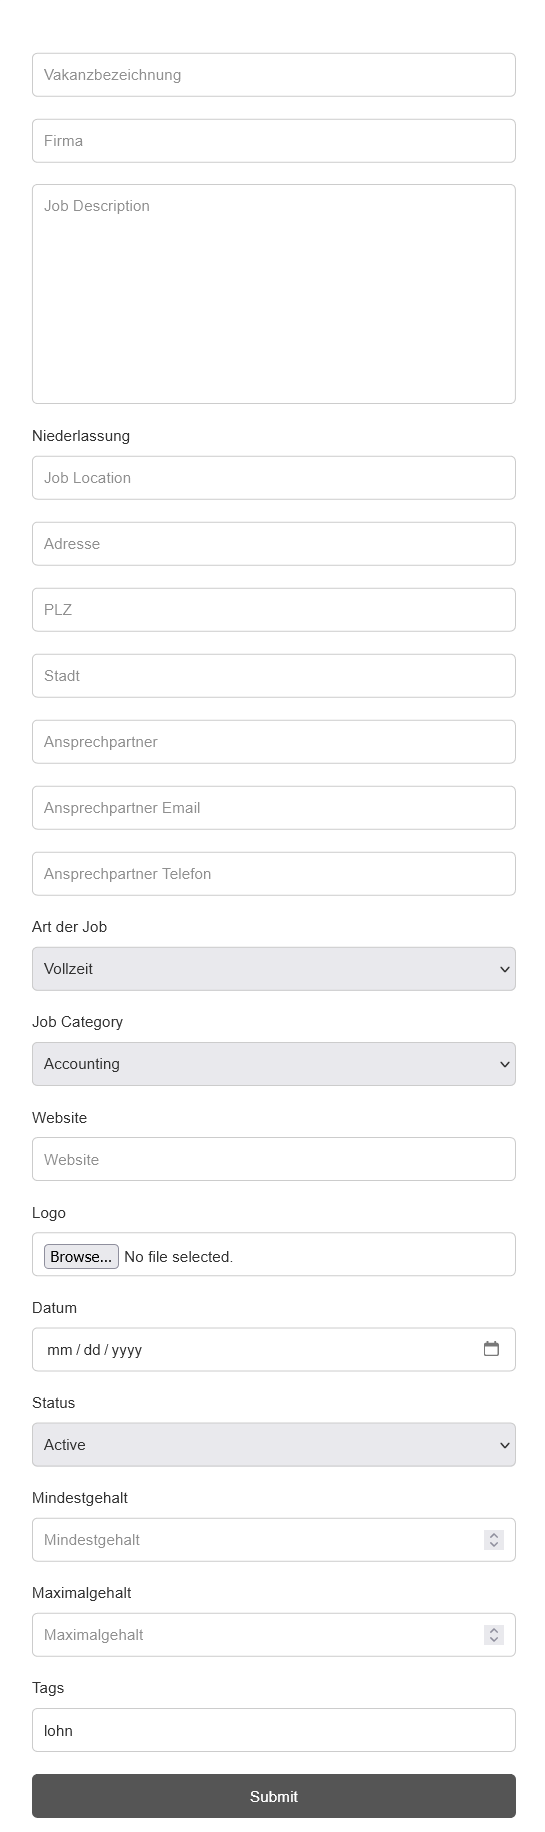 Vakanzbezeichnung
Firma
Job Description
Niederlassung
Job Location
Adresse
PLZ
Stadt
Ansprechpartner
Ansprechpartner Email
Ansprechpartner Telefon
Art der Job
Vollzeit
Job Category
Accounting
Website
Website
Logo
Browse... No file selected.
Datum
mm / dd / yyyy
Status
Active
Mindestgehalt
Mindestgehalt
Maximalgehalt
Maximalgehalt
Tags
lohn
Submit